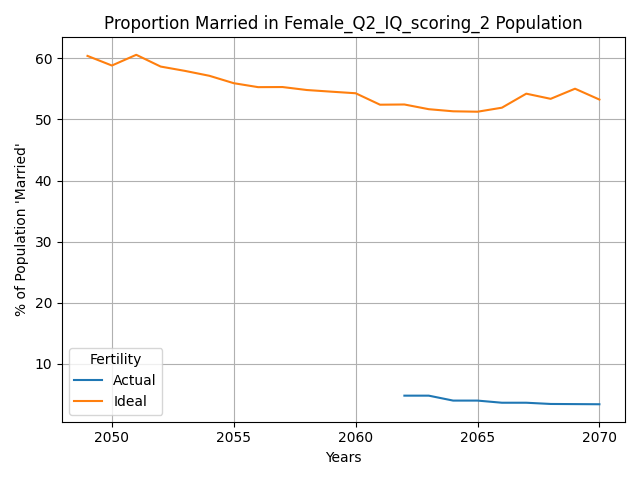 Proportion Married in Female_Q2_IQ_scoring_2 Population
% of Population 'Married'
60
50
40
30
20
10
Fertility
Actual
Ideal
2050 2055 2060 2065 2070
Years